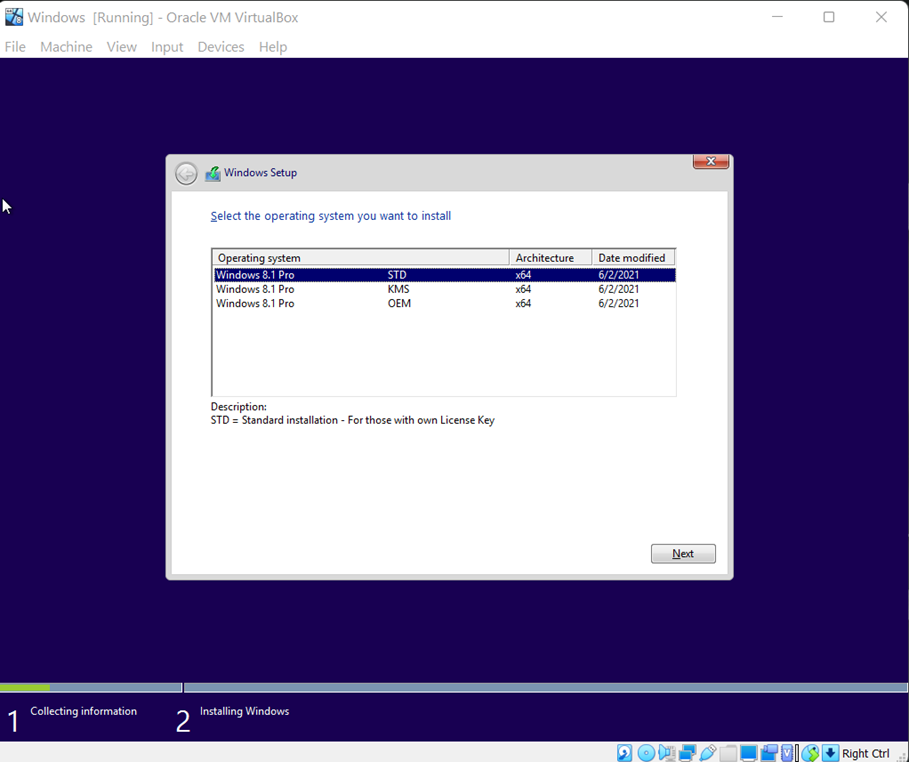 Windows [Running] - Oracle VM VirtualBox
File Machine View Input Devices Help
Windows Setup
Select the operating system you want to install
Operating system Architecture Date modified
Windows 8.1 Pro STD x64 6/2/2021
Windows 8.1 Pro KMS x64 6/2/2021
Windows 8.1 Pro OEM x64 6/2/2021
Description:
STD = Standard installation - For those with own License Key
Next
1 Collecting information 2 Installing Windows
Right Ctrl